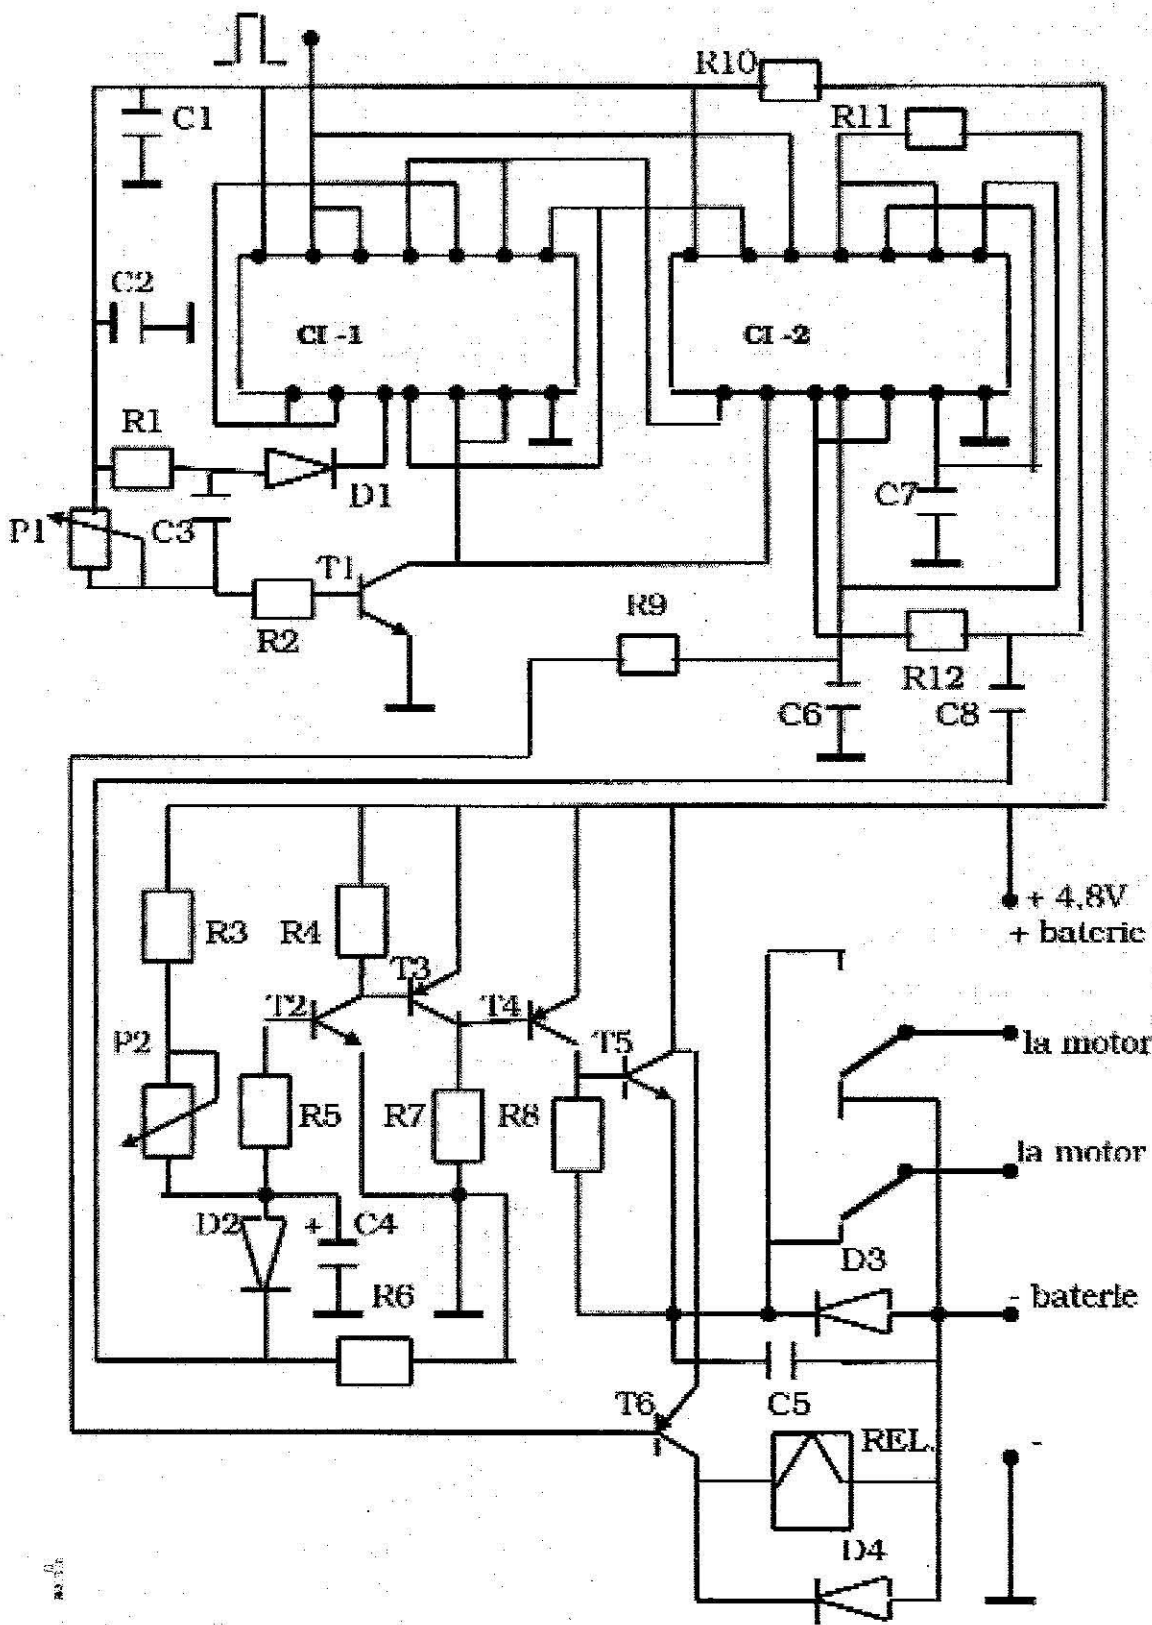 R10
C1
R11
C2
CI -1
CI -2
R1
D1
C7
P1
C3
T1
R9
R2
R12
C6
C8
+ 4,8V
+ baterie
R3
R4
T3
T2
T4
P2
T5
la motor
R5
R7
R8
la motor
D2
+
C4
D3
R6
- baterie
T6
C5
REL.
-
D4